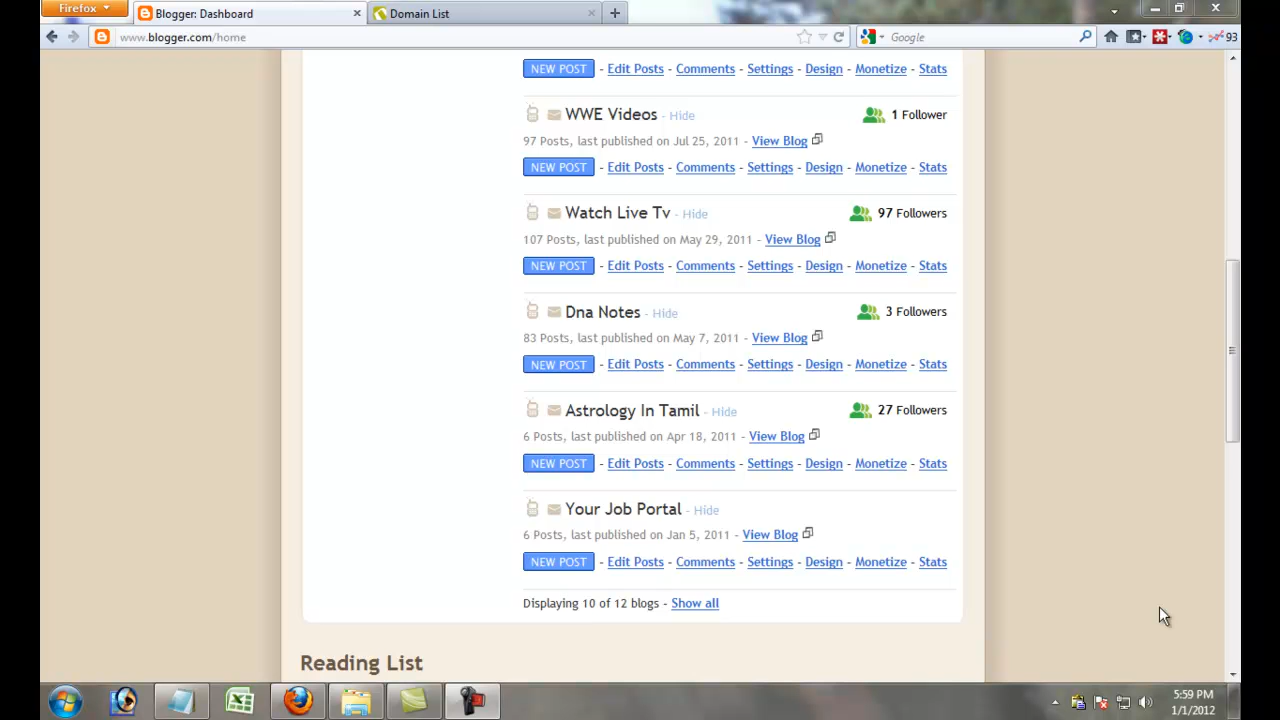 Firefox
Blogger: Dashboard
Domain List
www.blogger.com/home
Google
93
NEW POST - Edit Posts - Comments - Settings - Design - Monetize - Stats
WWE Videos - Hide
1 Follower
97 Posts, last published on Jul 25, 2011 - View Blog
NEW POST - Edit Posts - Comments - Settings - Design - Monetize - Stats
Watch Live Tv - Hide
97 Followers
107 Posts, last published on May 29, 2011 - View Blog
NEW POST - Edit Posts - Comments - Settings - Design - Monetize - Stats
Dna Notes - Hide
3 Followers
83 Posts, last published on May 7, 2011 - View Blog
NEW POST - Edit Posts - Comments - Settings - Design - Monetize - Stats
Astrology In Tamil - Hide
27 Followers
6 Posts, last published on Apr 18, 2011 - View Blog
NEW POST - Edit Posts - Comments - Settings - Design - Monetize - Stats
Your Job Portal - Hide
6 Posts, last published on Jan 5, 2011 - View Blog
NEW POST - Edit Posts - Comments - Settings - Design - Monetize - Stats
Displaying 10 of 12 blogs - Show all
Reading List
5:59 PM
1/1/2012